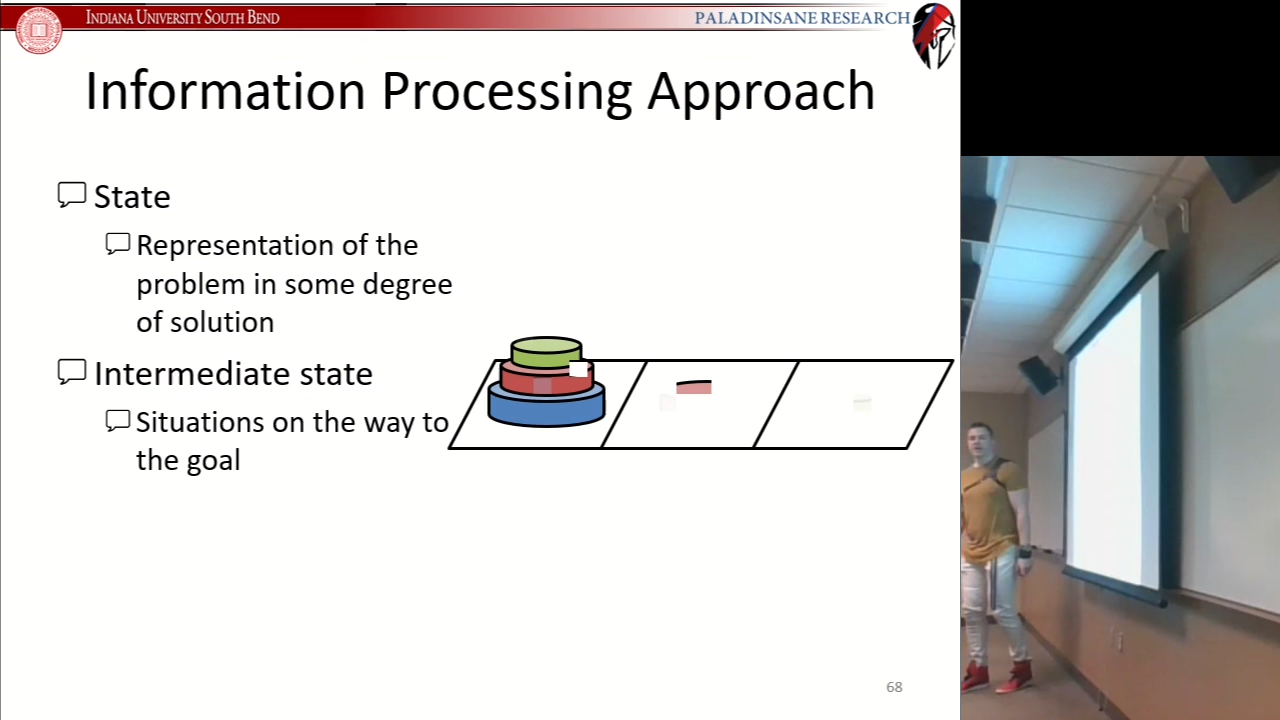 INDIANA UNIVERSITY SOUTH BEND
PALADINSANE RESEARCH
Information Processing Approach
State
Representation of the
problem in some degree
of solution
Intermediate state
Situations on the way to
the goal
68